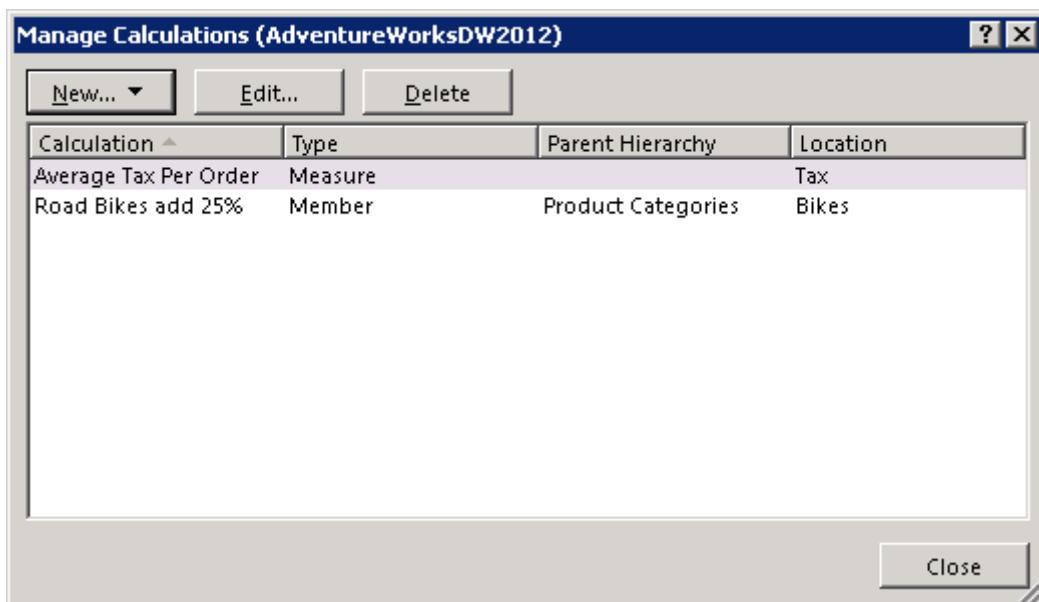 Manage Calculations (AdventureWorksDW2012)
New... Edit... Delete
Calculation Type Parent Hierarchy Location
Average Tax Per Order Measure Tax
Road Bikes add 25% Member Product Categories Bikes
Close